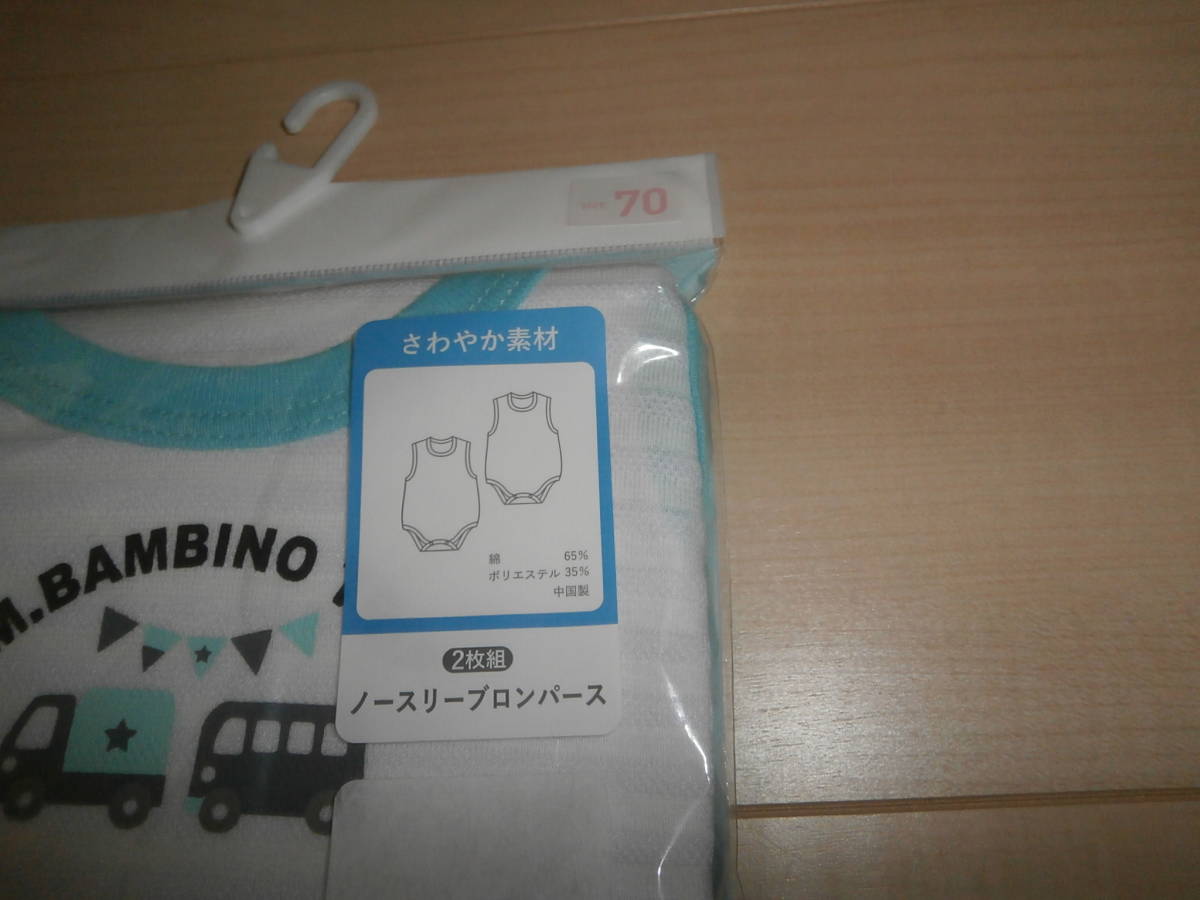 SIZE 70
さわやか素材
綿 65%
ポリエステル 35%
中国製
2枚組
ノースリーブロンパース
M.BAMBINO